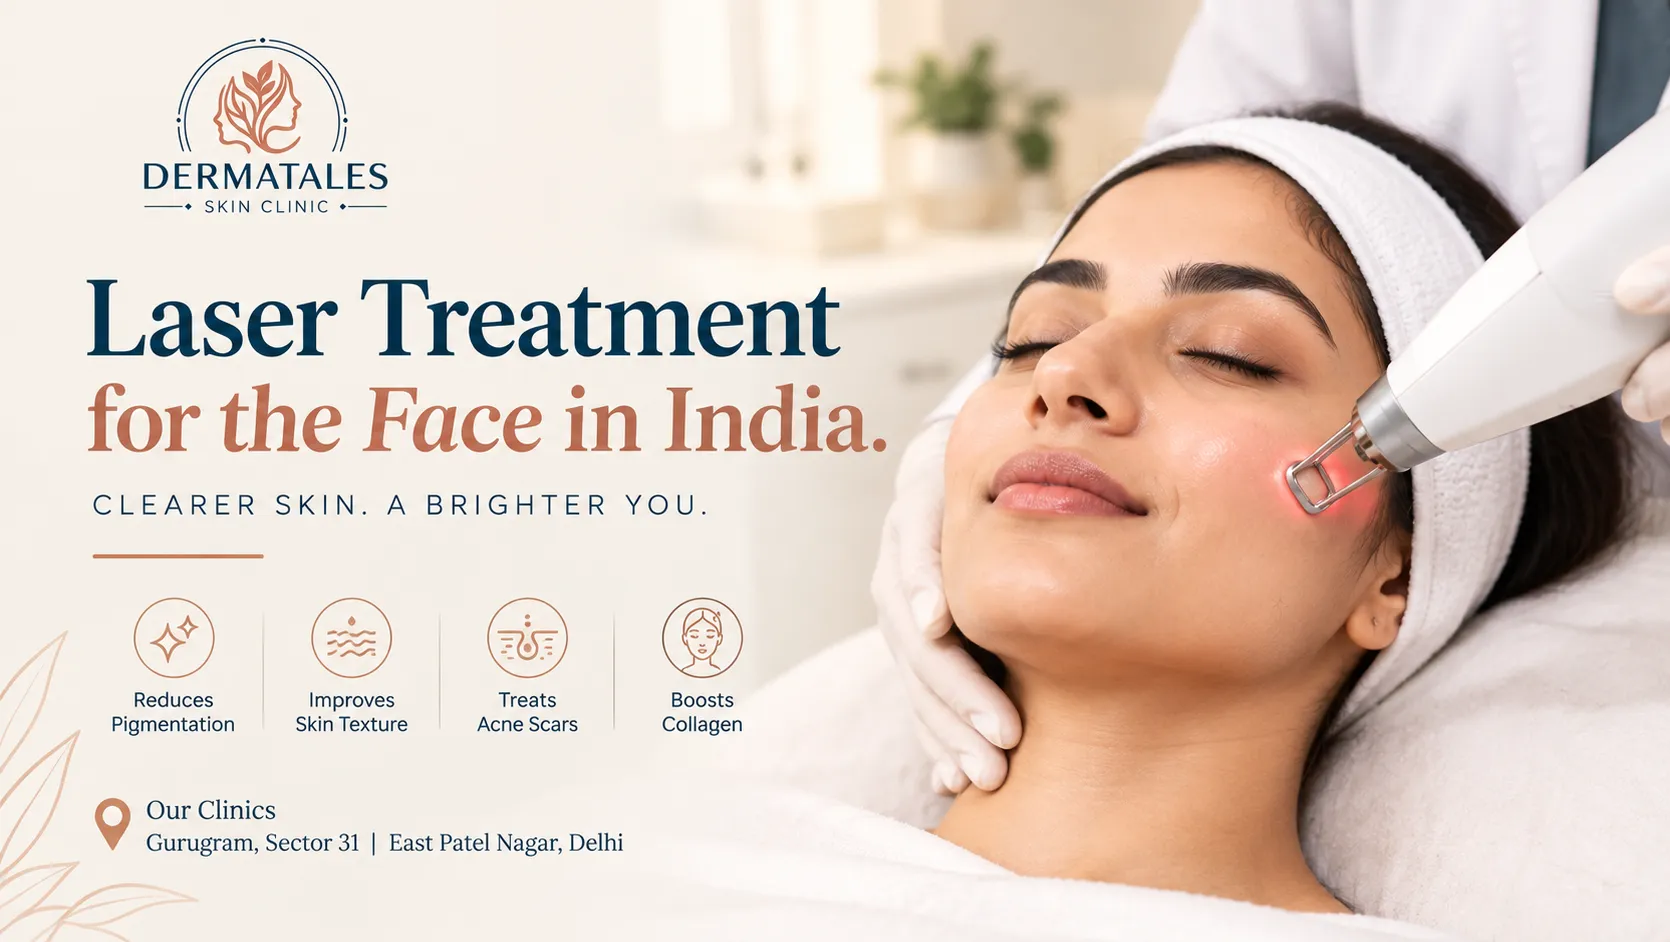 DERMATALES
SKIN CLINIC
Laser Treatment
for the Face in India.
CLEARER SKIN. A BRIGHTER YOU.
Reduces
Pigmentation
Improves
Skin Texture
Treats
Acne Scars
Boosts
Collagen
Our Clinics
Gurugram, Sector 31 | East Patel Nagar, Delhi